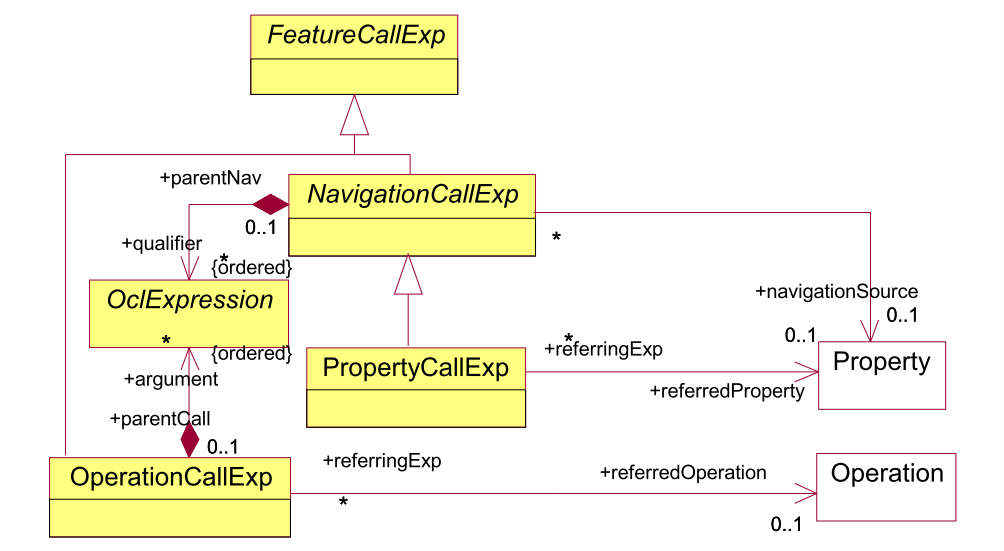 FeatureCallExp
+parentNav
NavigationCallExp
0..1
*
+qualifier
*
{ordered}
OclExpression
+navigationSource
0..1
*
{ordered}
*
+referringExp
0..1
Property
PropertyCallExp
+argument
+referredProperty
+parentCall
0..1
+referringExp
+referredOperation
OperationCallExp
Operation
*
0..1